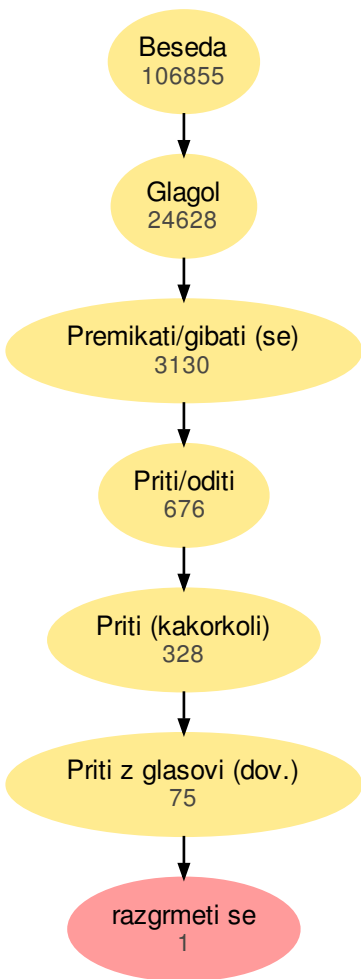 Beseda
106855
Glagol
24628
Premikati/gibati (se)
3130
Priti/oditi
676
Priti (kakorkoli)
328
Priti z glasovi (dov.)
75
razgrmeti se
1